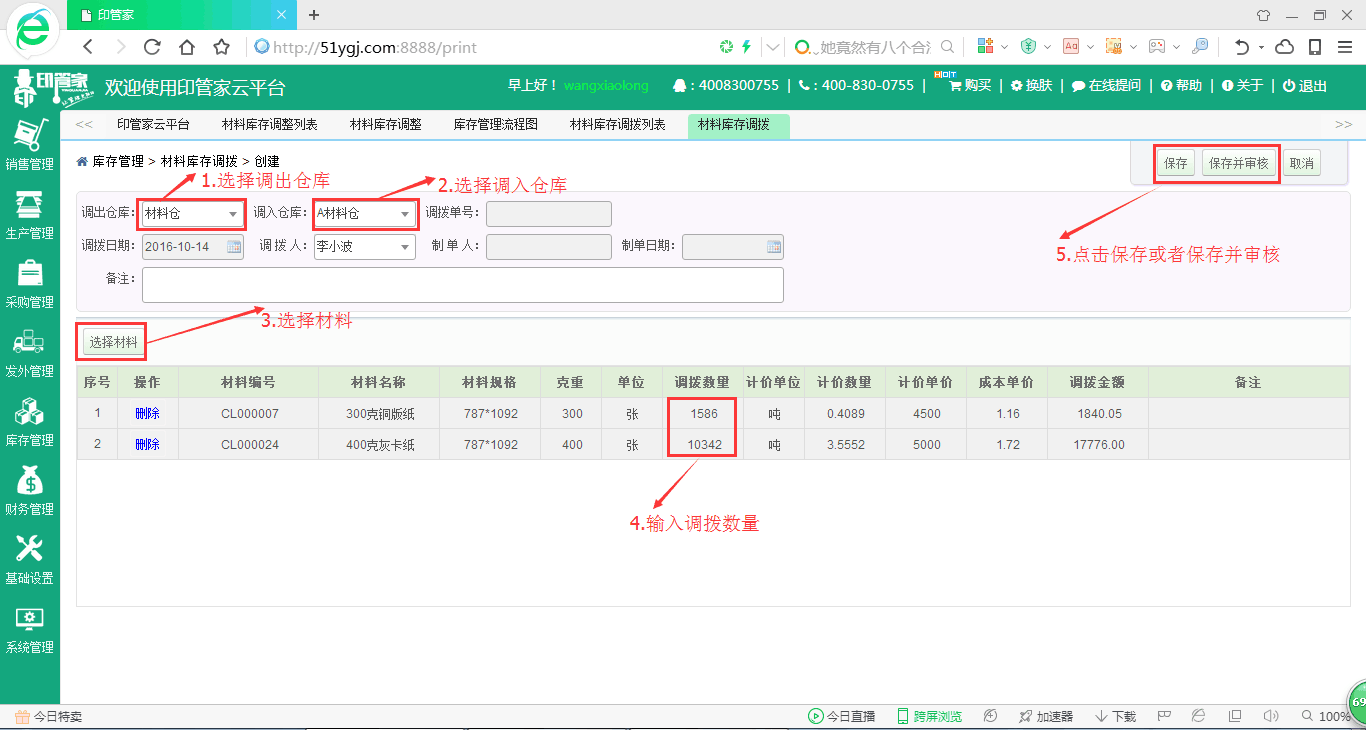 印管家
http://51ygj.com:8888/print
她竟然有八个合法
印管家
欢迎使用印管家云平台
早上好！ wangxiaolong
: 4008300755 | : 400-830-0755 | HOT 购买 | 换肤 | 在线提问 | 帮助 | 关于 | 退出
<< 印管家云平台 材料库存调整列表 材料库存调整 库存管理流程图 材料库存调拨列表 材料库存调拨 >>
销售管理
生产管理
采购管理
发外管理
库存管理
财务管理
基础设置
系统管理
库存管理 > 材料库存调拨 > 创建
保存 保存并审核 取消
1.选择调出仓库
2.选择调入仓库
调出仓库: 材料仓 调入仓库: A材料仓 调拨单号:
调拨日期: 2016-10-14 调 拨 人: 李小波 制 单 人: 制单日期:
5.点击保存或者保存并审核
备注:
3.选择材料
选择材料
序号 操作 材料编号 材料名称 材料规格 克重 单位 调拨数量 计价单位 计价数量 计价单价 成本单价 调拨金额 备注
1 删除 CL000007 300克铜版纸 787*1092 300 张 1586 吨 0.4089 4500 1.16 1840.05
2 删除 CL000024 400克灰卡纸 787*1092 400 张 10342 吨 3.5552 5000 1.72 17776.00
4.输入调拨数量
今日特卖 今日直播 跨屏浏览 加速器 下载 100%
69